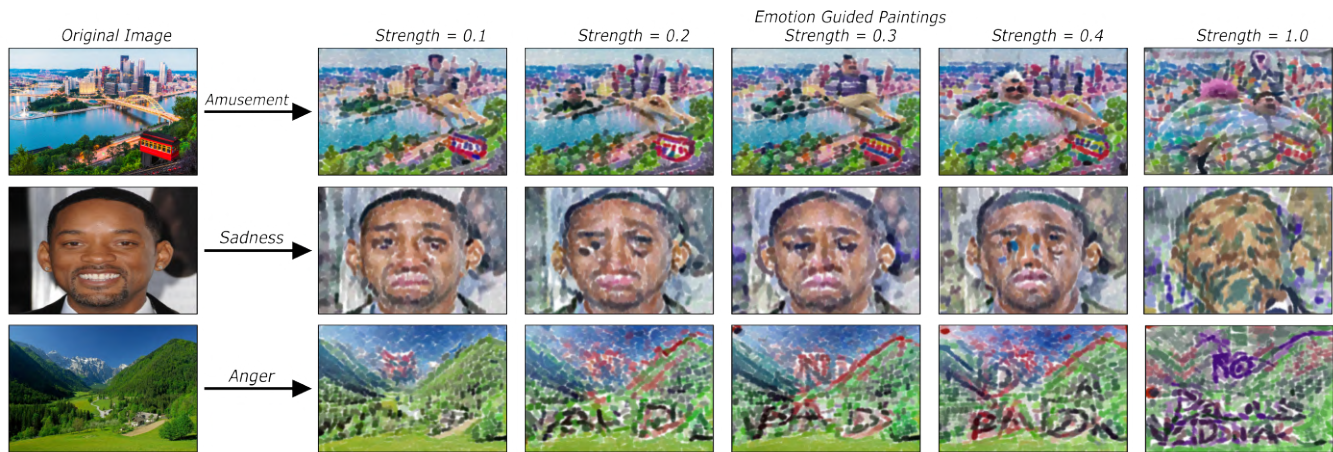 Emotion Guided Paintings
Original Image
Strength = 0.1
Strength = 0.2
Strength = 0.3
Strength = 0.4
Strength = 1.0
Amusement
Sadness
Anger
NO